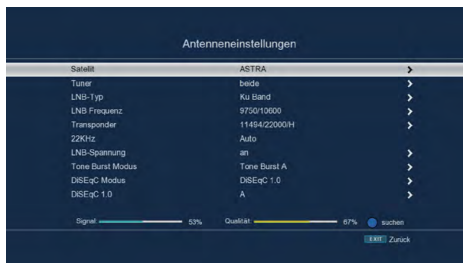 Antenneneinstellungen
Satellit ASTRA
Tuner beide
LNB-Typ Ku Band
LNB Frequenz 9750/10600
Transponder 11494/22000/H
22KHz Auto
LNB-Spannung an
Tone Burst Modus Tone Burst A
DiSEqC Modus DiSEqC 1.0
DiSEqC 1.0 A
Signal: 53% Qualität: 67% suchen
EXIT Zurück